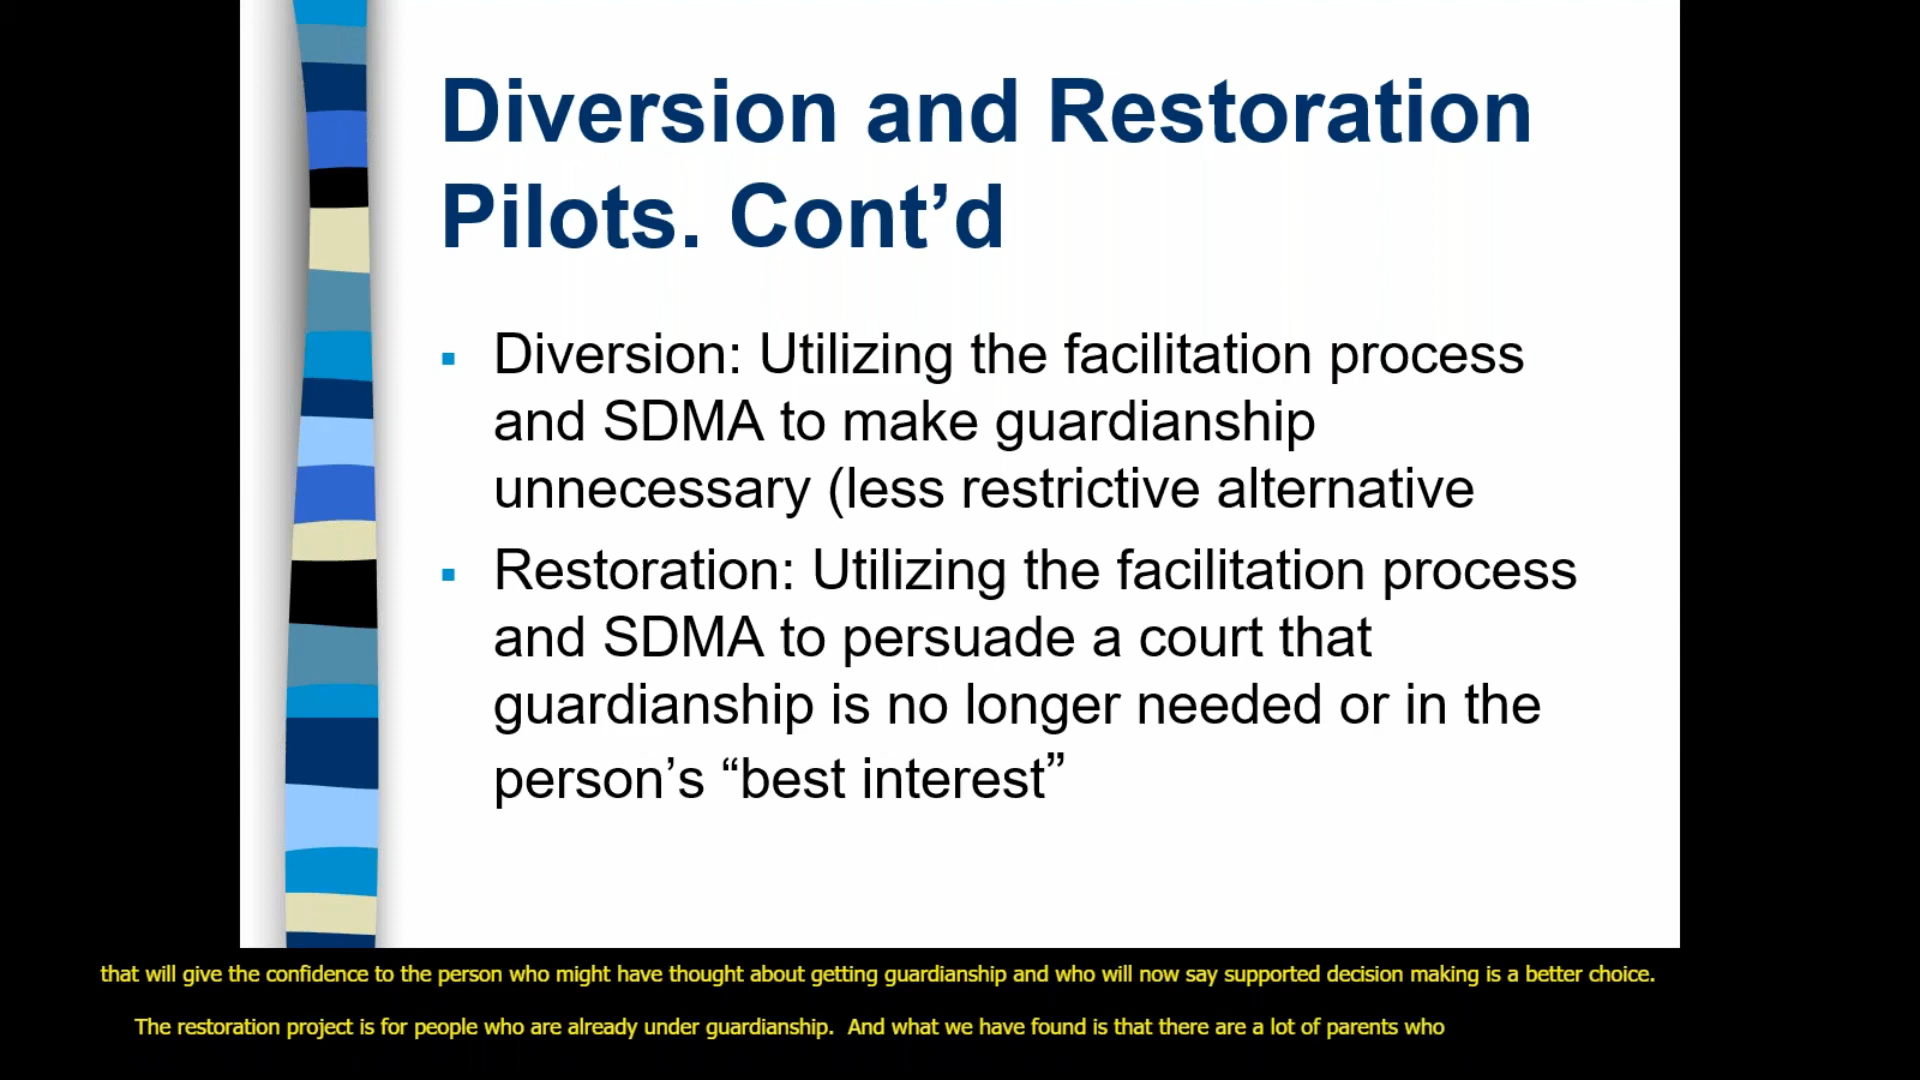 Diversion and Restoration
Pilots. Cont’d
▪ Diversion: Utilizing the facilitation process
and SDMA to make guardianship
unnecessary (less restrictive alternative
▪ Restoration: Utilizing the facilitation process
and SDMA to persuade a court that
guardianship is no longer needed or in the
person’s “best interest”
that will give the confidence to the person who might have thought about getting guardianship and who will now say supported decision making is a better choice.
The restoration project is for people who are already under guardianship.  And what we have found is that there are a lot of parents who